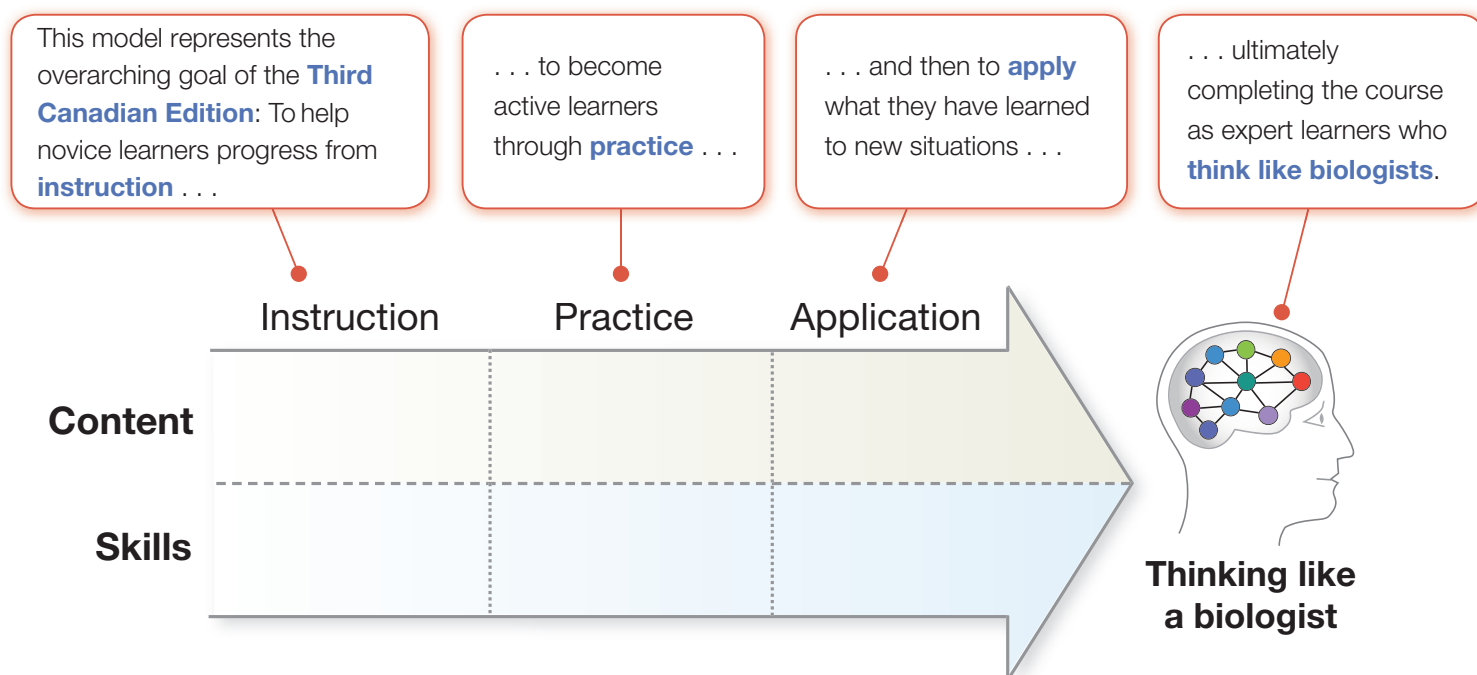 This model represents the
overarching goal of the Third
Canadian Edition: To help
novice learners progress from
instruction . . .
. . . to become
active learners
through practice . . .
. . . and then to apply
what they have learned
to new situations . . .
. . . ultimately
completing the course
as expert learners who
think like biologists.
Instruction
Practice
Application
Content
Skills
Thinking like
a biologist